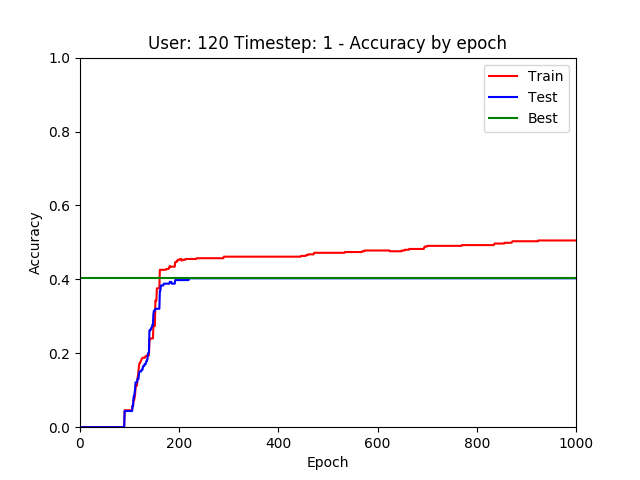 User: 120 Timestep: 1 - Accuracy by epoch
1.0
0.8
0.6
0.4
0.2
0.0
Accuracy
Train
Test
Best
0 200 400 600 800 1000
Epoch